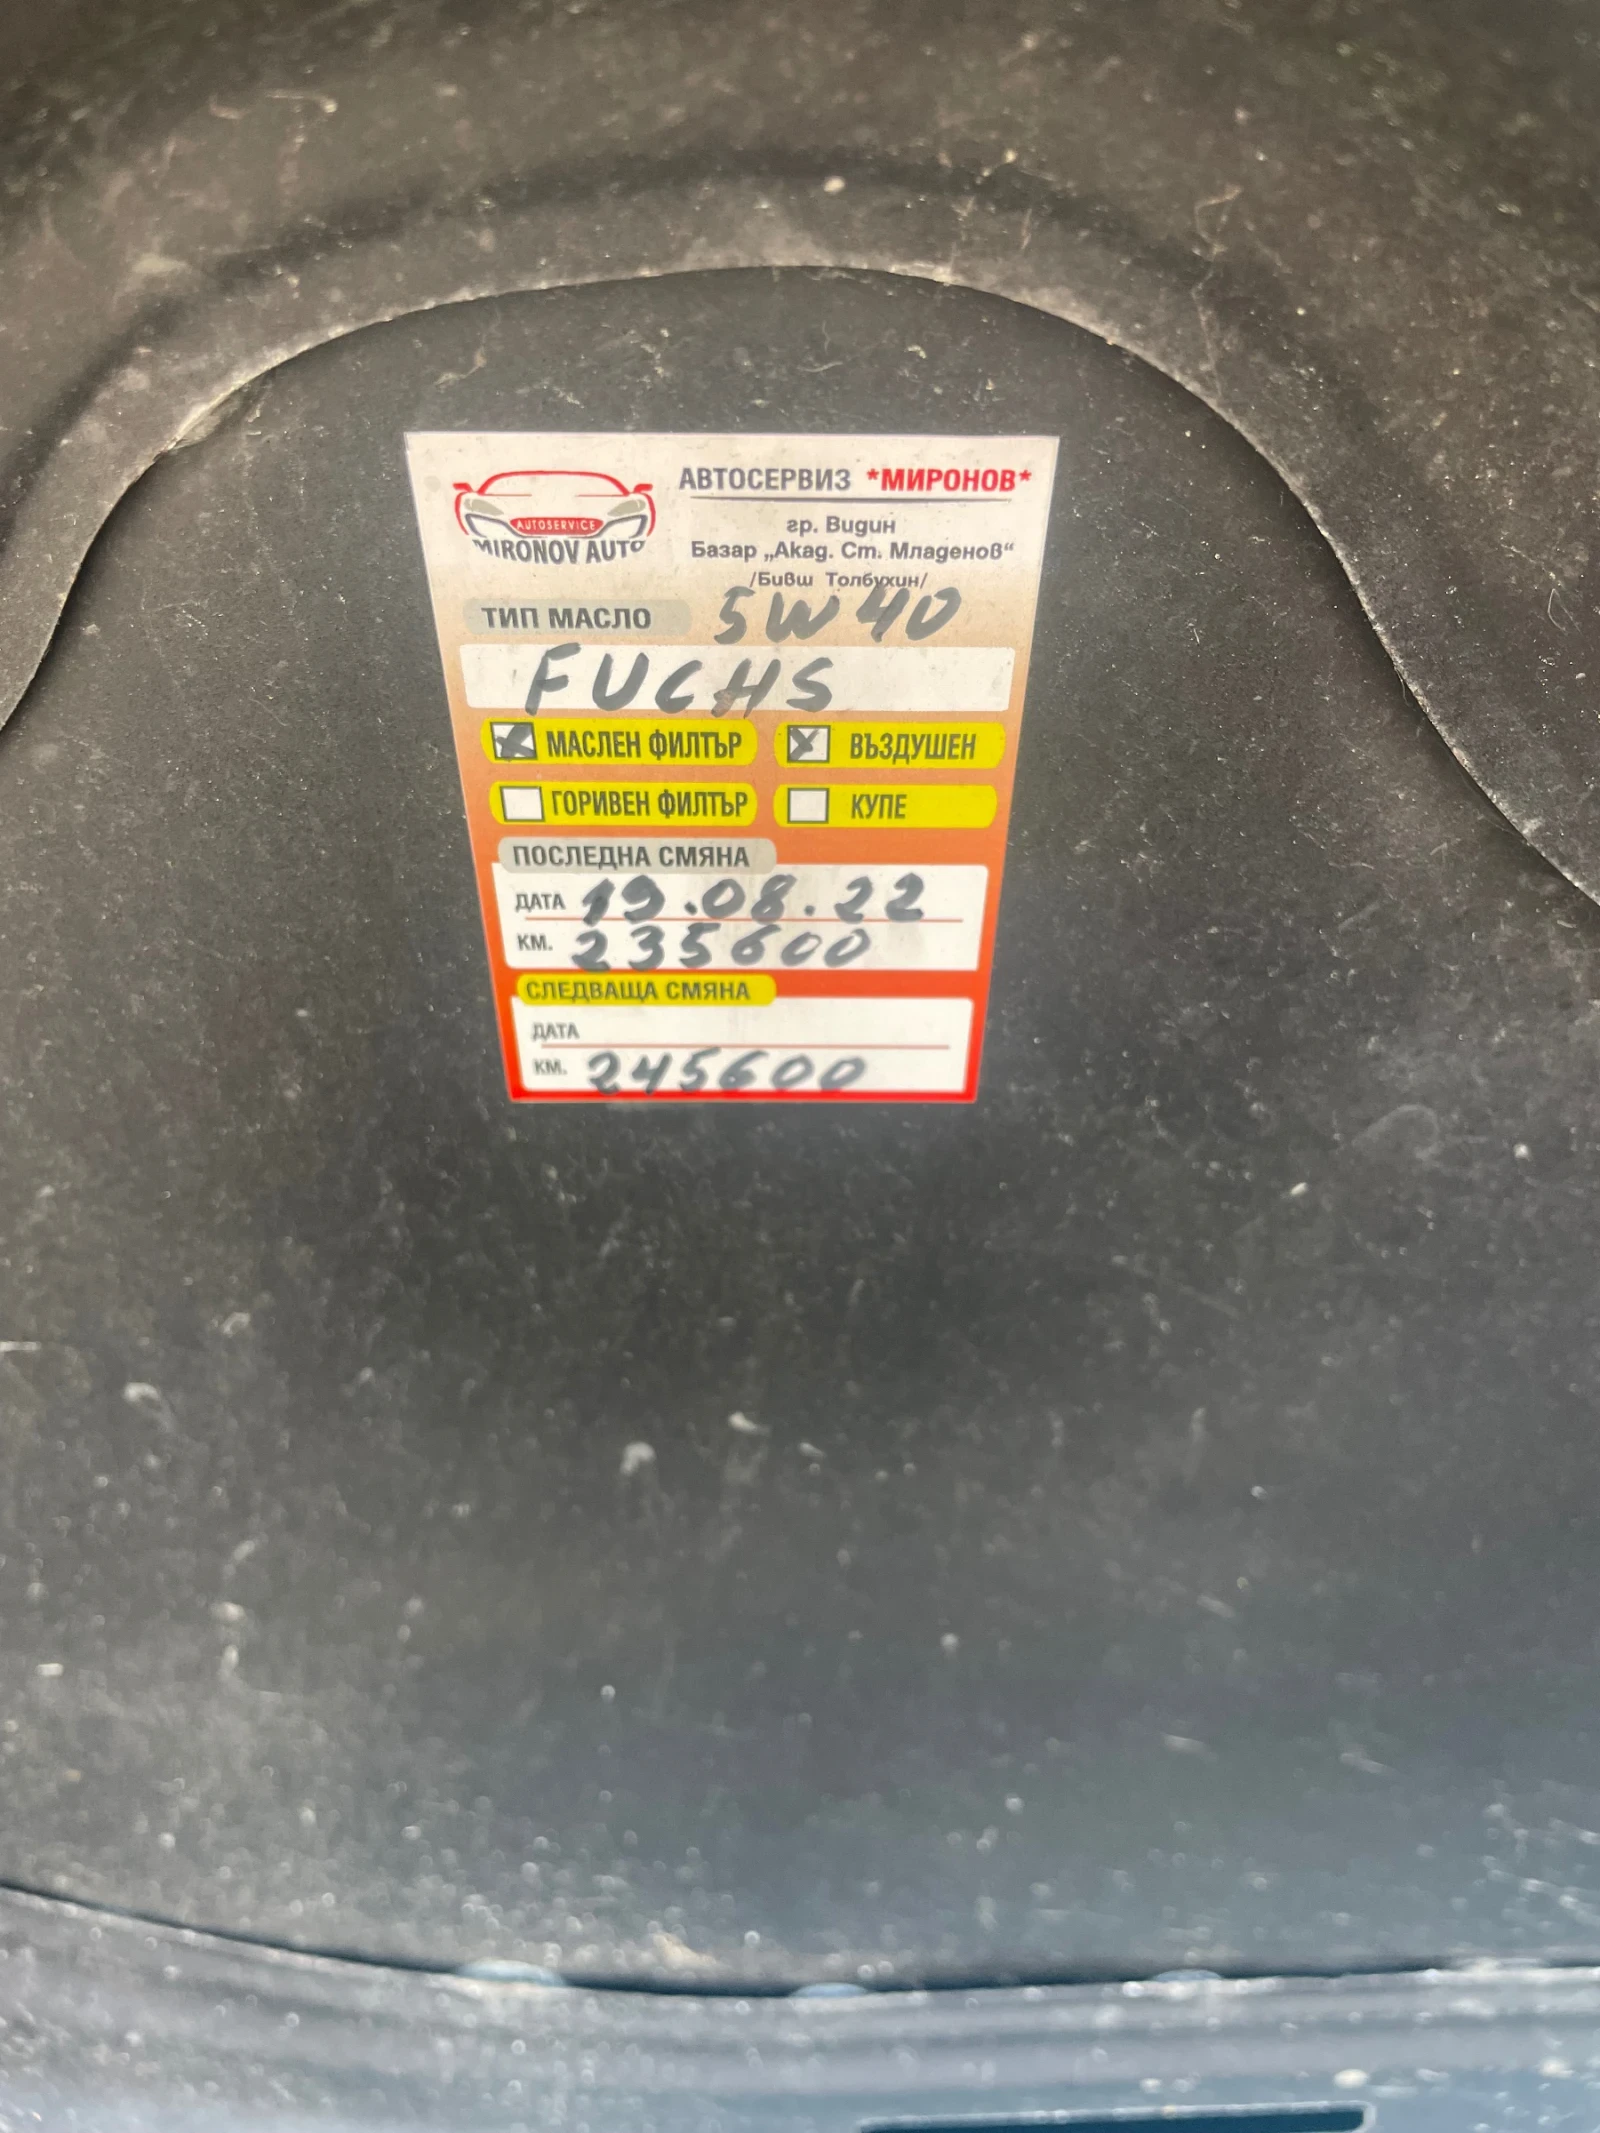 АВТОСЕРВИЗ *МИРОНОВ*
AUTOSERVICE
MIRONOV AUTO
гр. Видин
Базар „Акад. Ст. Младенов“
/Бивш Толбухин/
ТИП МАСЛО 5W40
FUCHS
МАСЛЕН ФИЛТЪР ВЪЗДУШЕН
ГОРИВЕН ФИЛТЪР КУПЕ
ПОСЛЕДНА СМЯНА
ДАТА 19.08.22
КМ. 235600
СЛЕДВАЩА СМЯНА
ДАТА
КМ. 245600